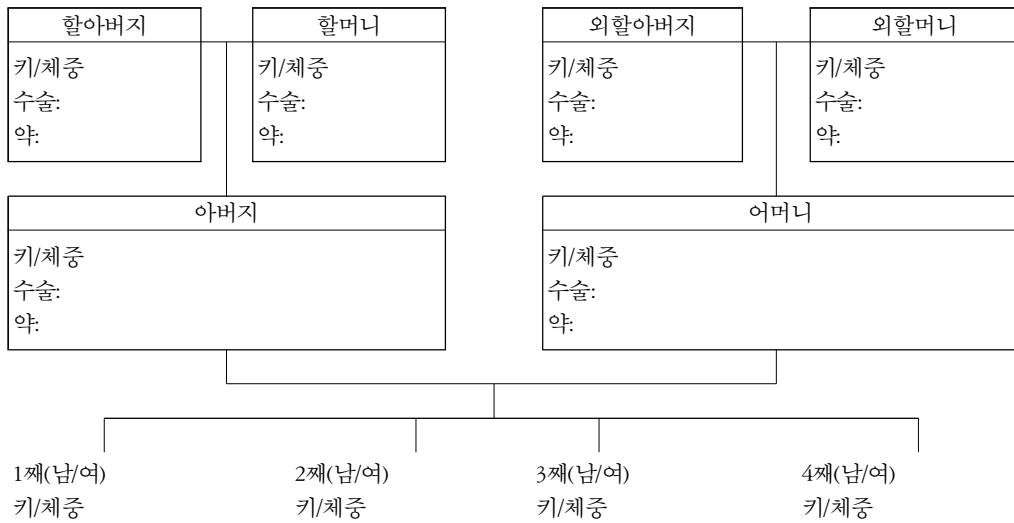 할아버지 할머니 외할아버지 외할머니
키/체중 키/체중 키/체중 키/체중
수술: 수술: 수술: 수술:
약: 약: 약: 약:
아버지 어머니
키/체중 키/체중
수술: 수술:
약: 약:
1째(남/여) 2째(남/여) 3째(남/여) 4째(남/여)
키/체중 키/체중 키/체중 키/체중